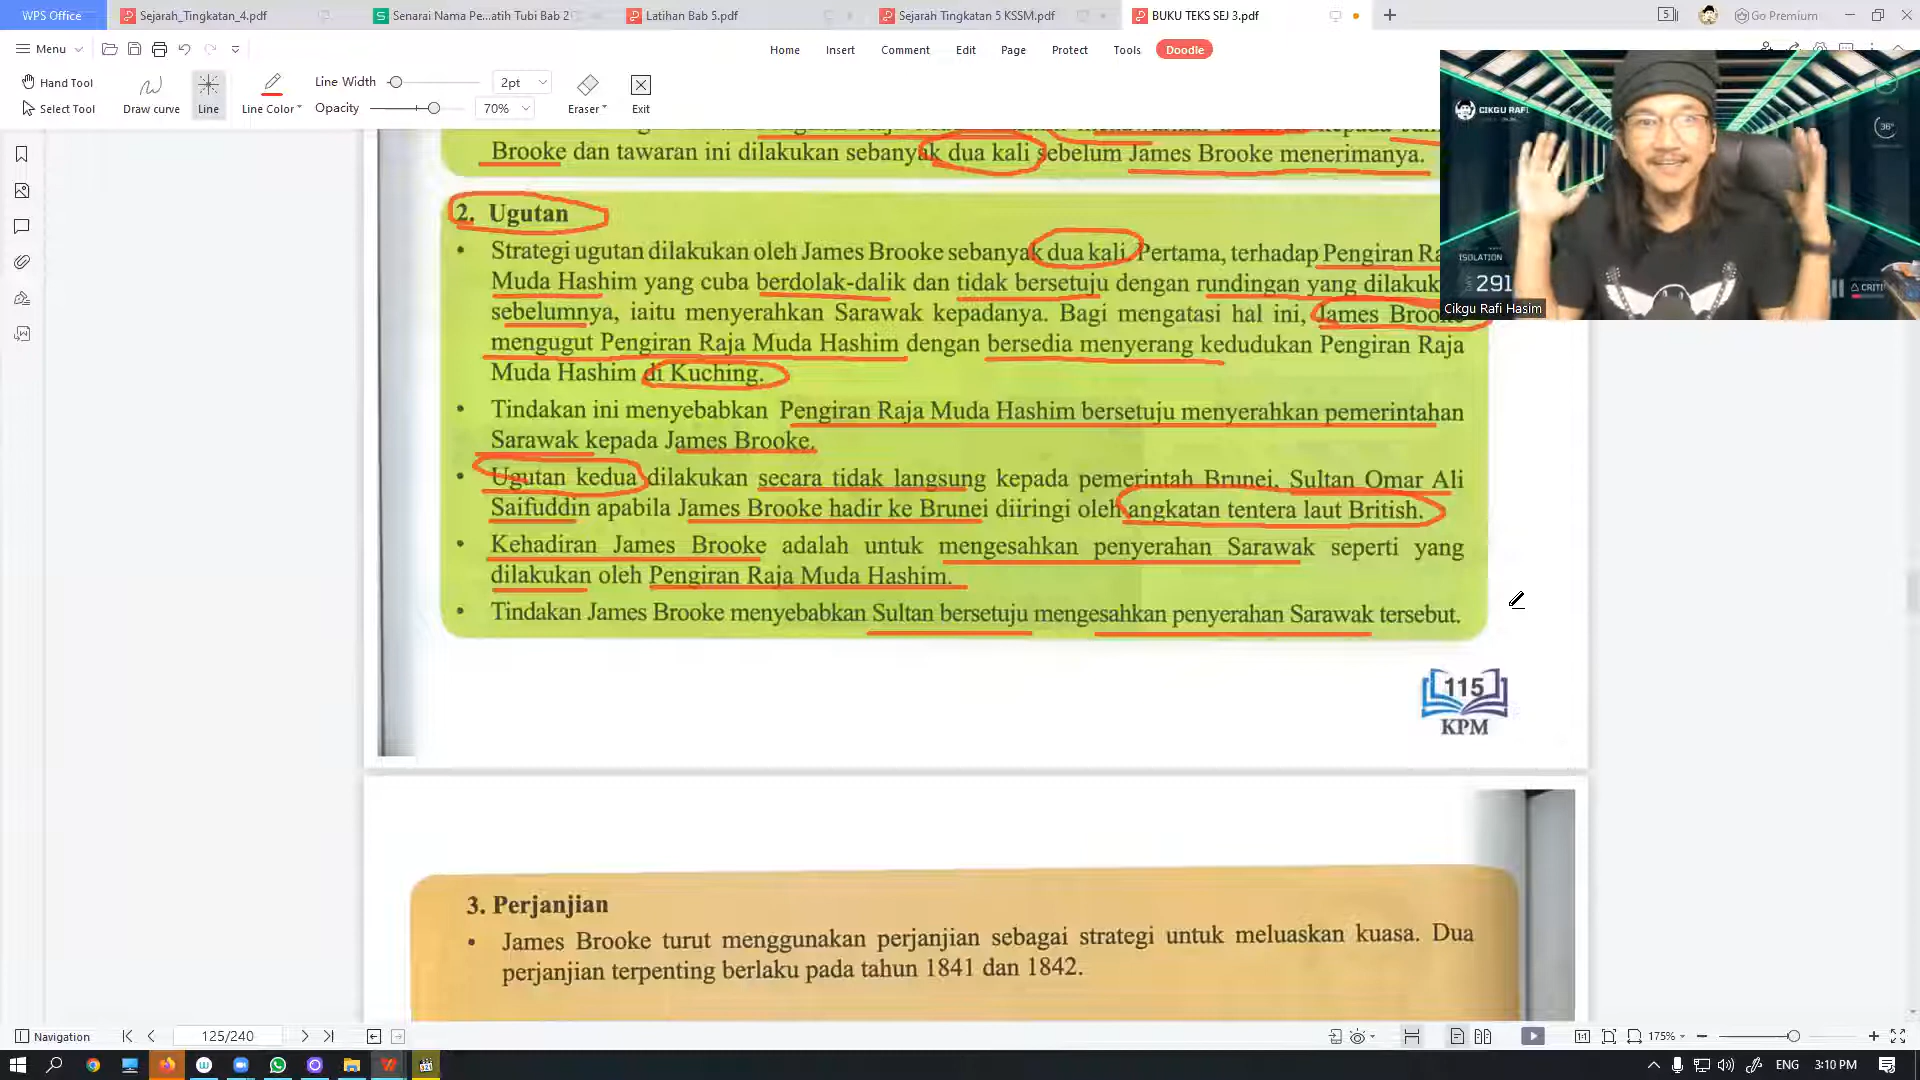 WPS Office
Sejarah_Tingkatan_4.pdf
Senarai Nama Pe...atih Tubi Bab 2
Latihan Bab 5.pdf
Sejarah Tingkatan 5 KSSM.pdf
BUKU TEKS SEJ 3.pdf
5
Go Premium
Menu
Home
Insert
Comment
Edit
Page
Protect
Tools
Doodle
Hand Tool
Select Tool
Draw curve
Line
Line Color
Line Width
2pt
Opacity
70%
Eraser
Exit
Brooke dan tawaran ini dilakukan sebanyak dua kali sebelum James Brooke menerimanya.
2. Ugutan
• Strategi ugutan dilakukan oleh James Brooke sebanyak dua kali. Pertama, terhadap Pengiran
Muda Hashim yang cuba berdolak-dalik dan tidak bersetuju dengan rundingan yang
sebelumnya, iaitu menyerahkan Sarawak kepadanya. Bagi mengatasi hal ini, James Brooke
mengugut Pengiran Raja Muda Hashim dengan bersedia menyerang kedudukan Pengiran Raja
Muda Hashim di Kuching.
• Tindakan ini menyebabkan Pengiran Raja Muda Hashim bersetuju menyerahkan pemerintahan
Sarawak kepada James Brooke.
• Ugutan kedua dilakukan secara tidak langsung kepada pemerintah Brunei, Sultan Omar Ali
Saifuddin apabila James Brooke hadir ke Brunei diiringi oleh angkatan tentera laut British.
• Kehadiran James Brooke adalah untuk mengesahkan penyerahan Sarawak seperti yang
dilakukan oleh Pengiran Raja Muda Hashim.
• Tindakan James Brooke menyebabkan Sultan bersetuju mengesahkan penyerahan Sarawak tersebut.
115
KPM
3. Perjanjian
• James Brooke turut menggunakan perjanjian sebagai strategi untuk meluaskan kuasa. Dua
perjanjian terpenting berlaku pada tahun 1841 dan 1842.
CIKGU RAFI
36°
ISOLATION
DAY 291
CRITI
Cikgu Rafi Hasim
Navigation
125/240
175%
ENG
3:10 PM